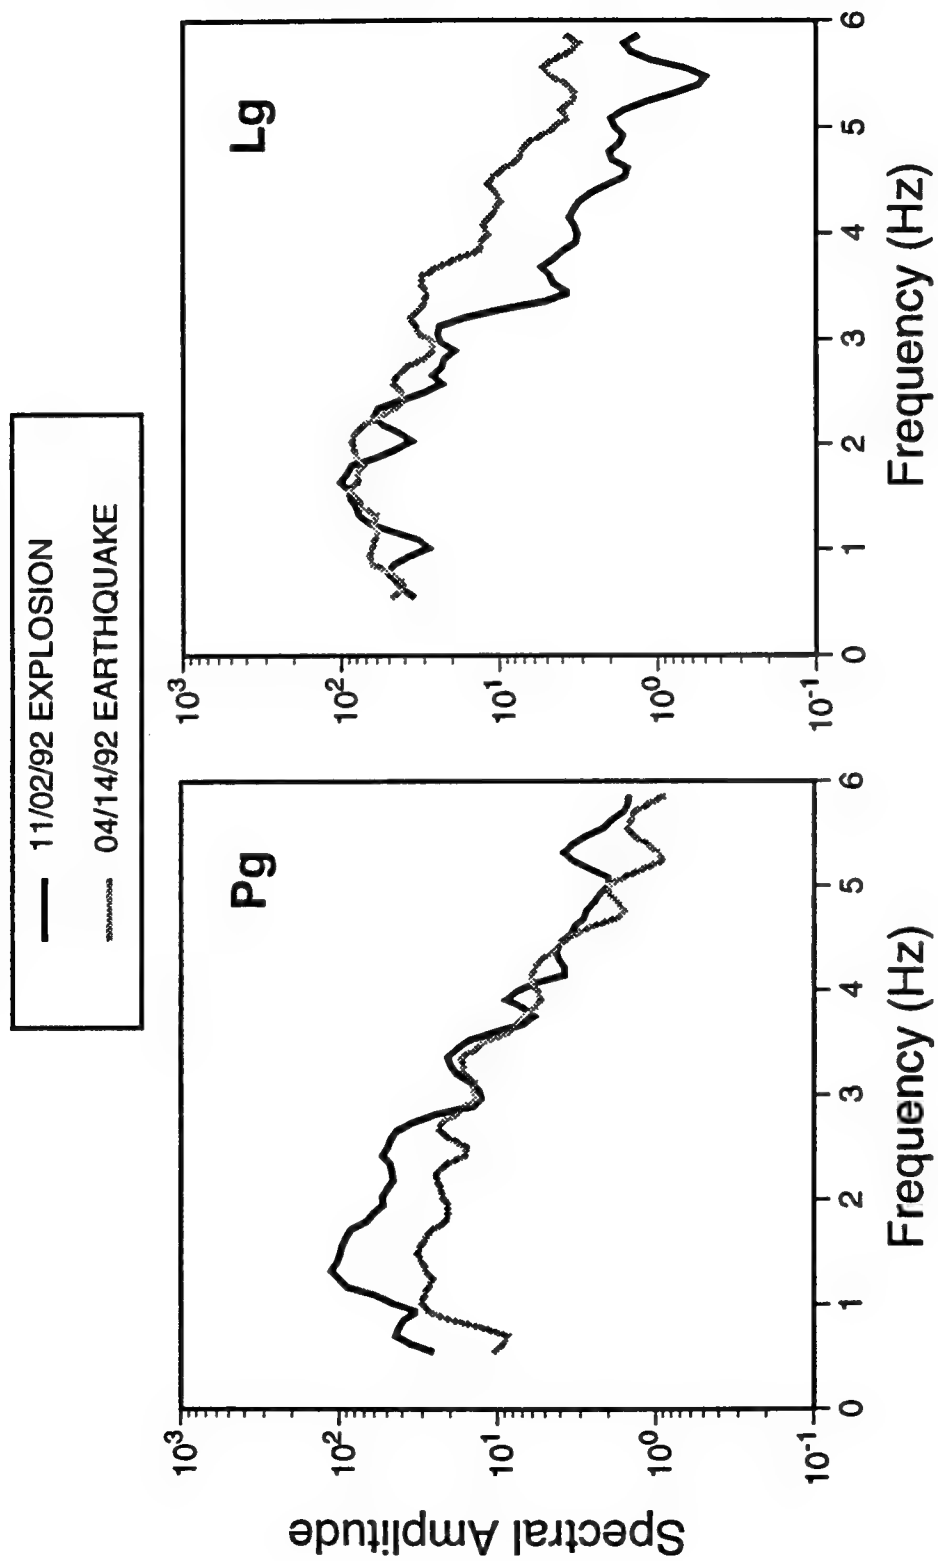 11/02/92 EXPLOSION
04/14/92 EARTHQUAKE
Spectral Amplitude
10³
10²
10¹
10⁰
10⁻¹
Pg
0 1 2 3 4 5 6
Frequency (Hz)
10³
10²
10¹
10⁰
10⁻¹
Lg
0 1 2 3 4 5 6
Frequency (Hz)